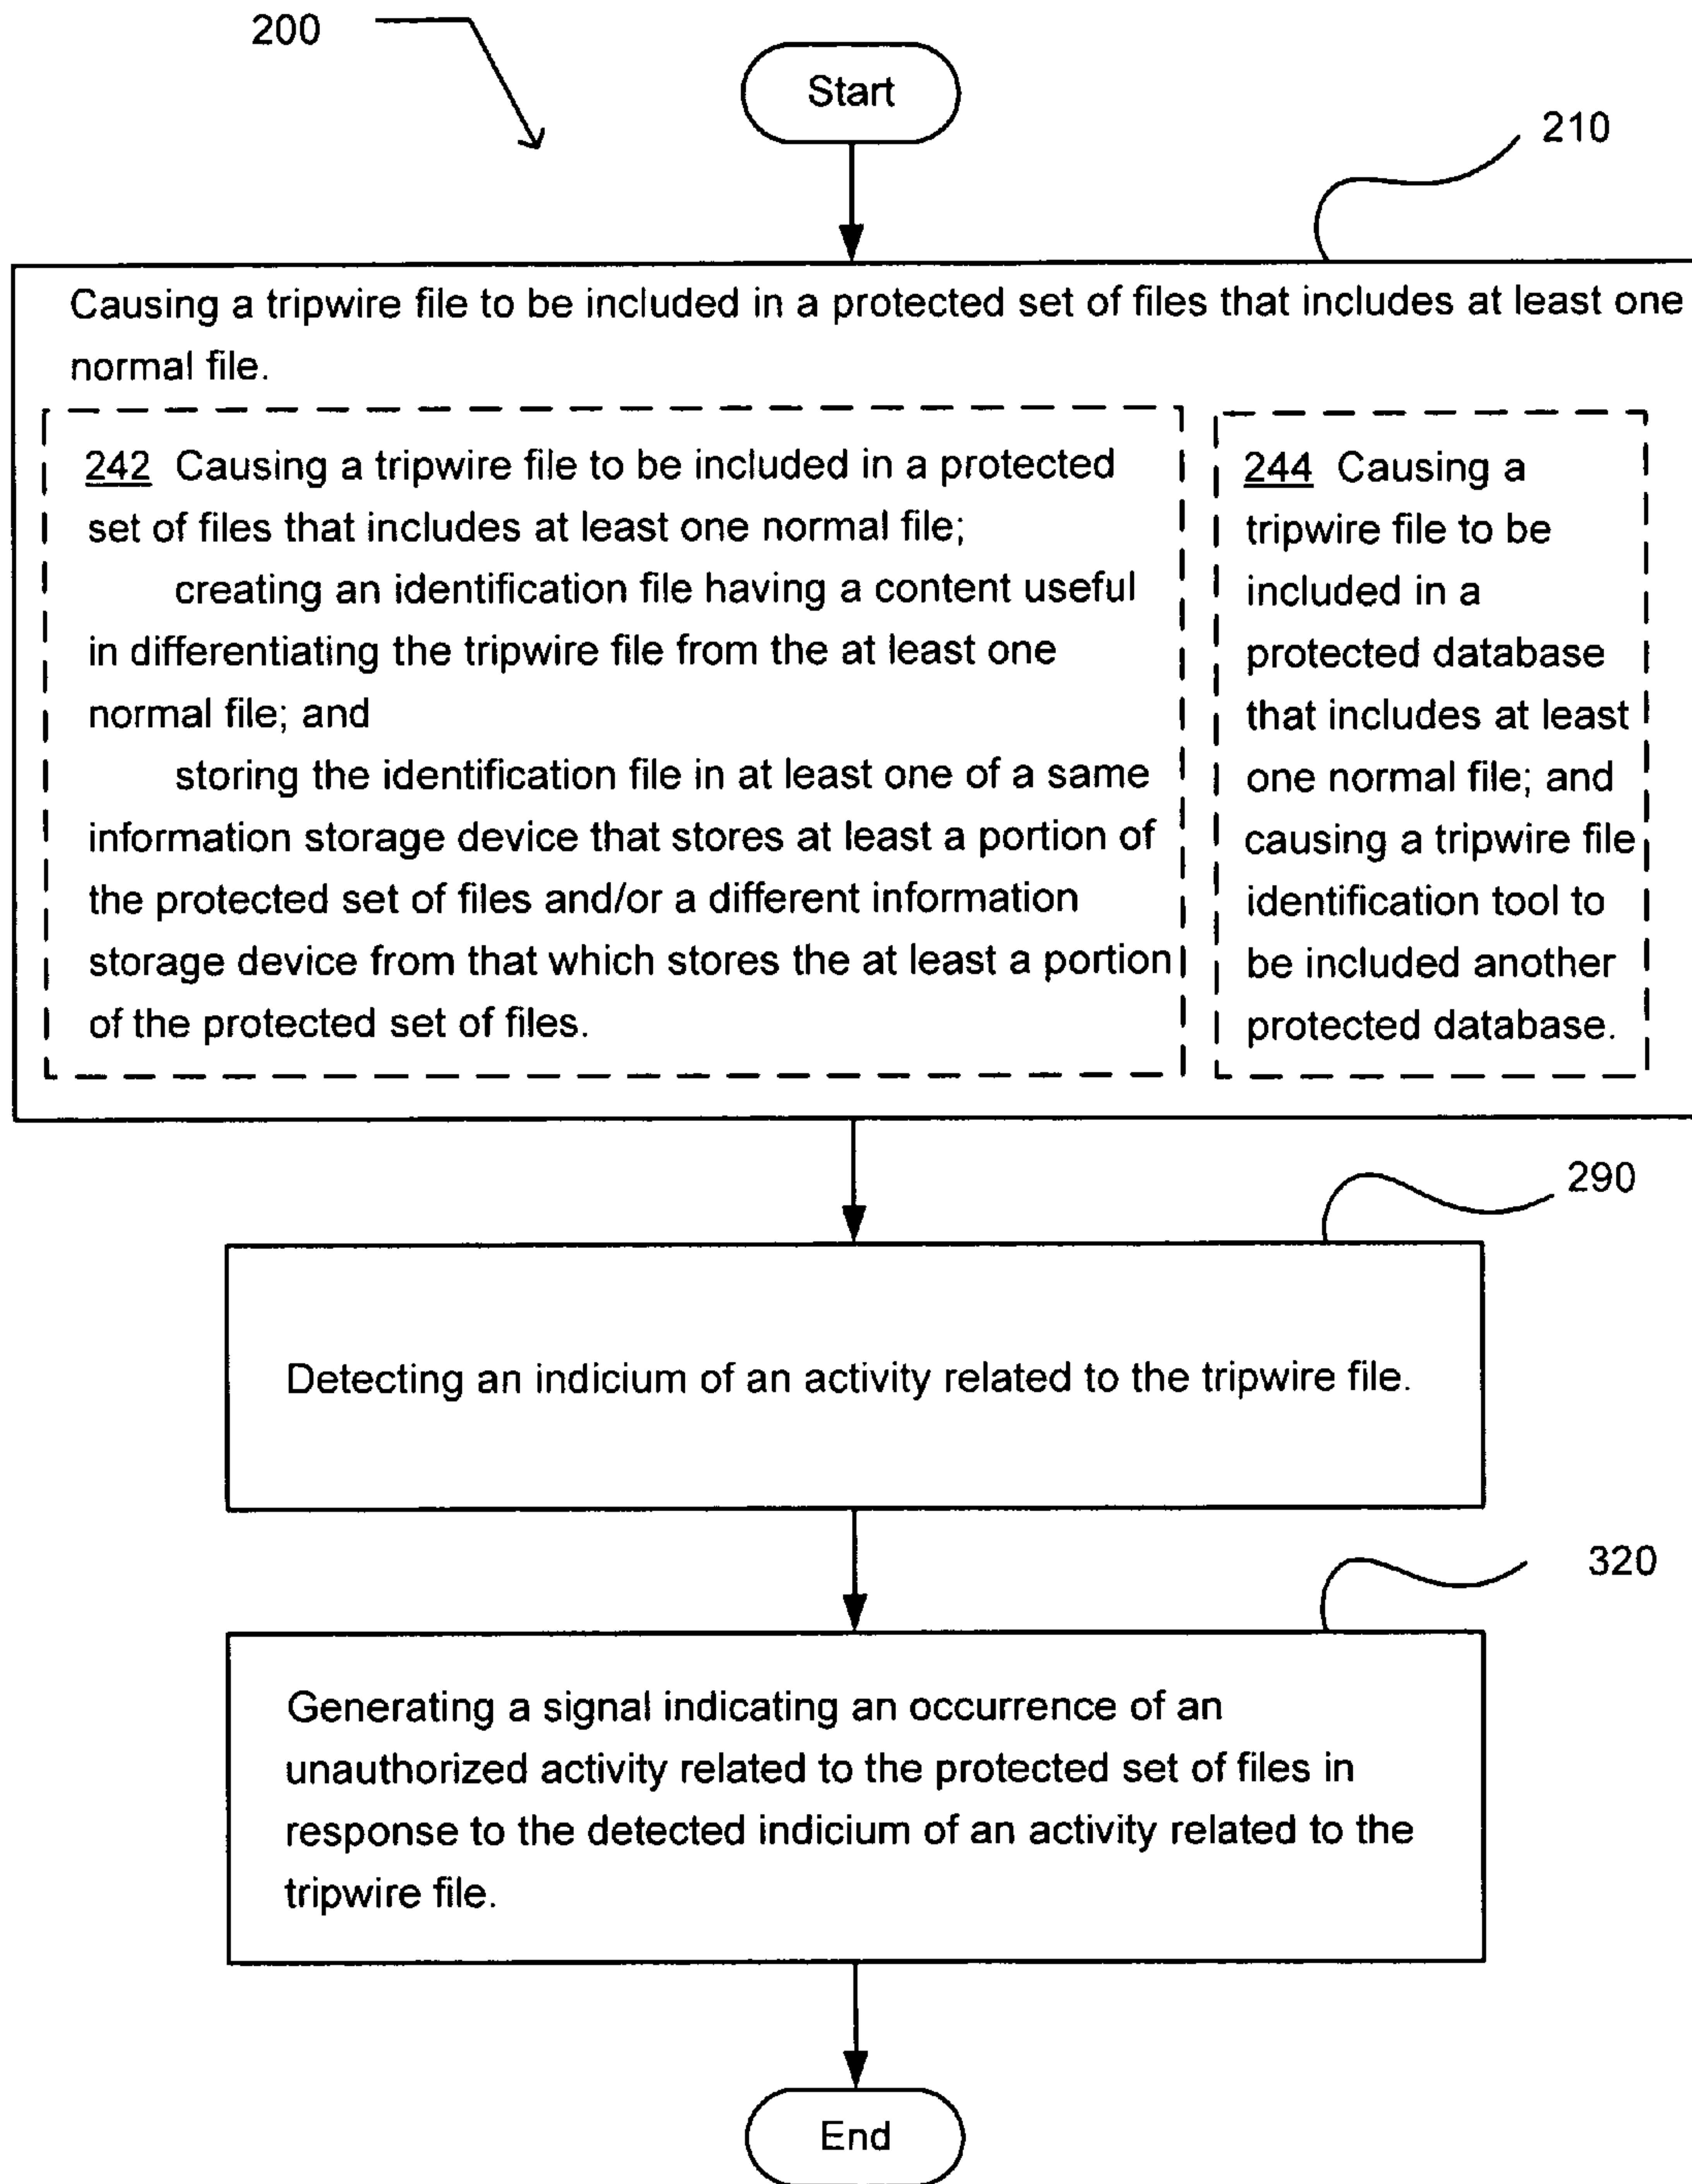 200
Start
210
Causing a tripwire file to be included in a protected set of files that includes at least one
normal file.
242 Causing a tripwire file to be included in a protected
set of files that includes at least one normal file;
creating an identification file having a content useful
in differentiating the tripwire file from the at least one
normal file; and
storing the identification file in at least one of a same
information storage device that stores at least a portion of
the protected set of files and/or a different information
storage device from that which stores the at least a portion
of the protected set of files.
244 Causing a
tripwire file to be
included in a
protected database
that includes at least
one normal file; and
causing a tripwire file
identification tool to
be included another
protected database.
290
Detecting an indicium of an activity related to the tripwire file.
320
Generating a signal indicating an occurrence of an
unauthorized activity related to the protected set of files in
response to the detected indicium of an activity related to the
tripwire file.
End